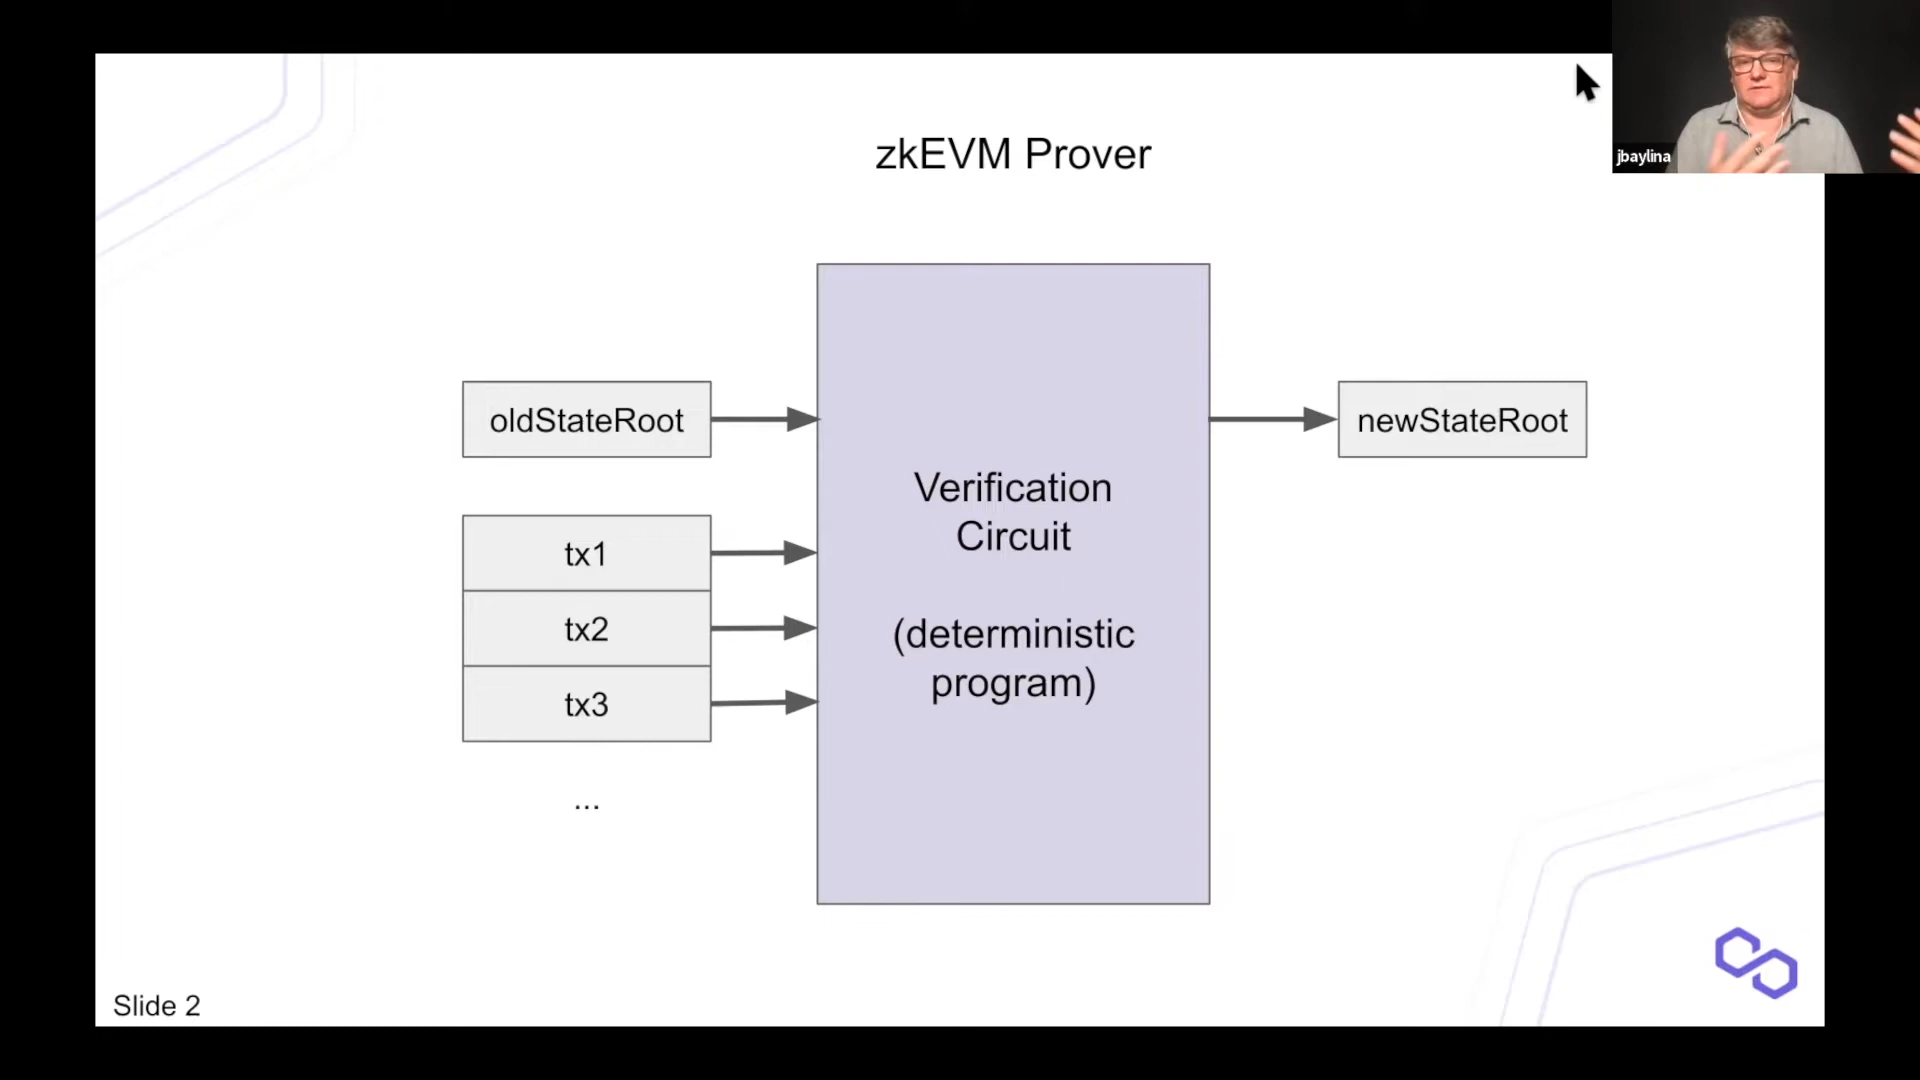 jbaylina
zkEVM Prover
oldStateRoot
newStateRoot
Verification
Circuit
(deterministic
program)
tx1
tx2
tx3
...
Slide 2